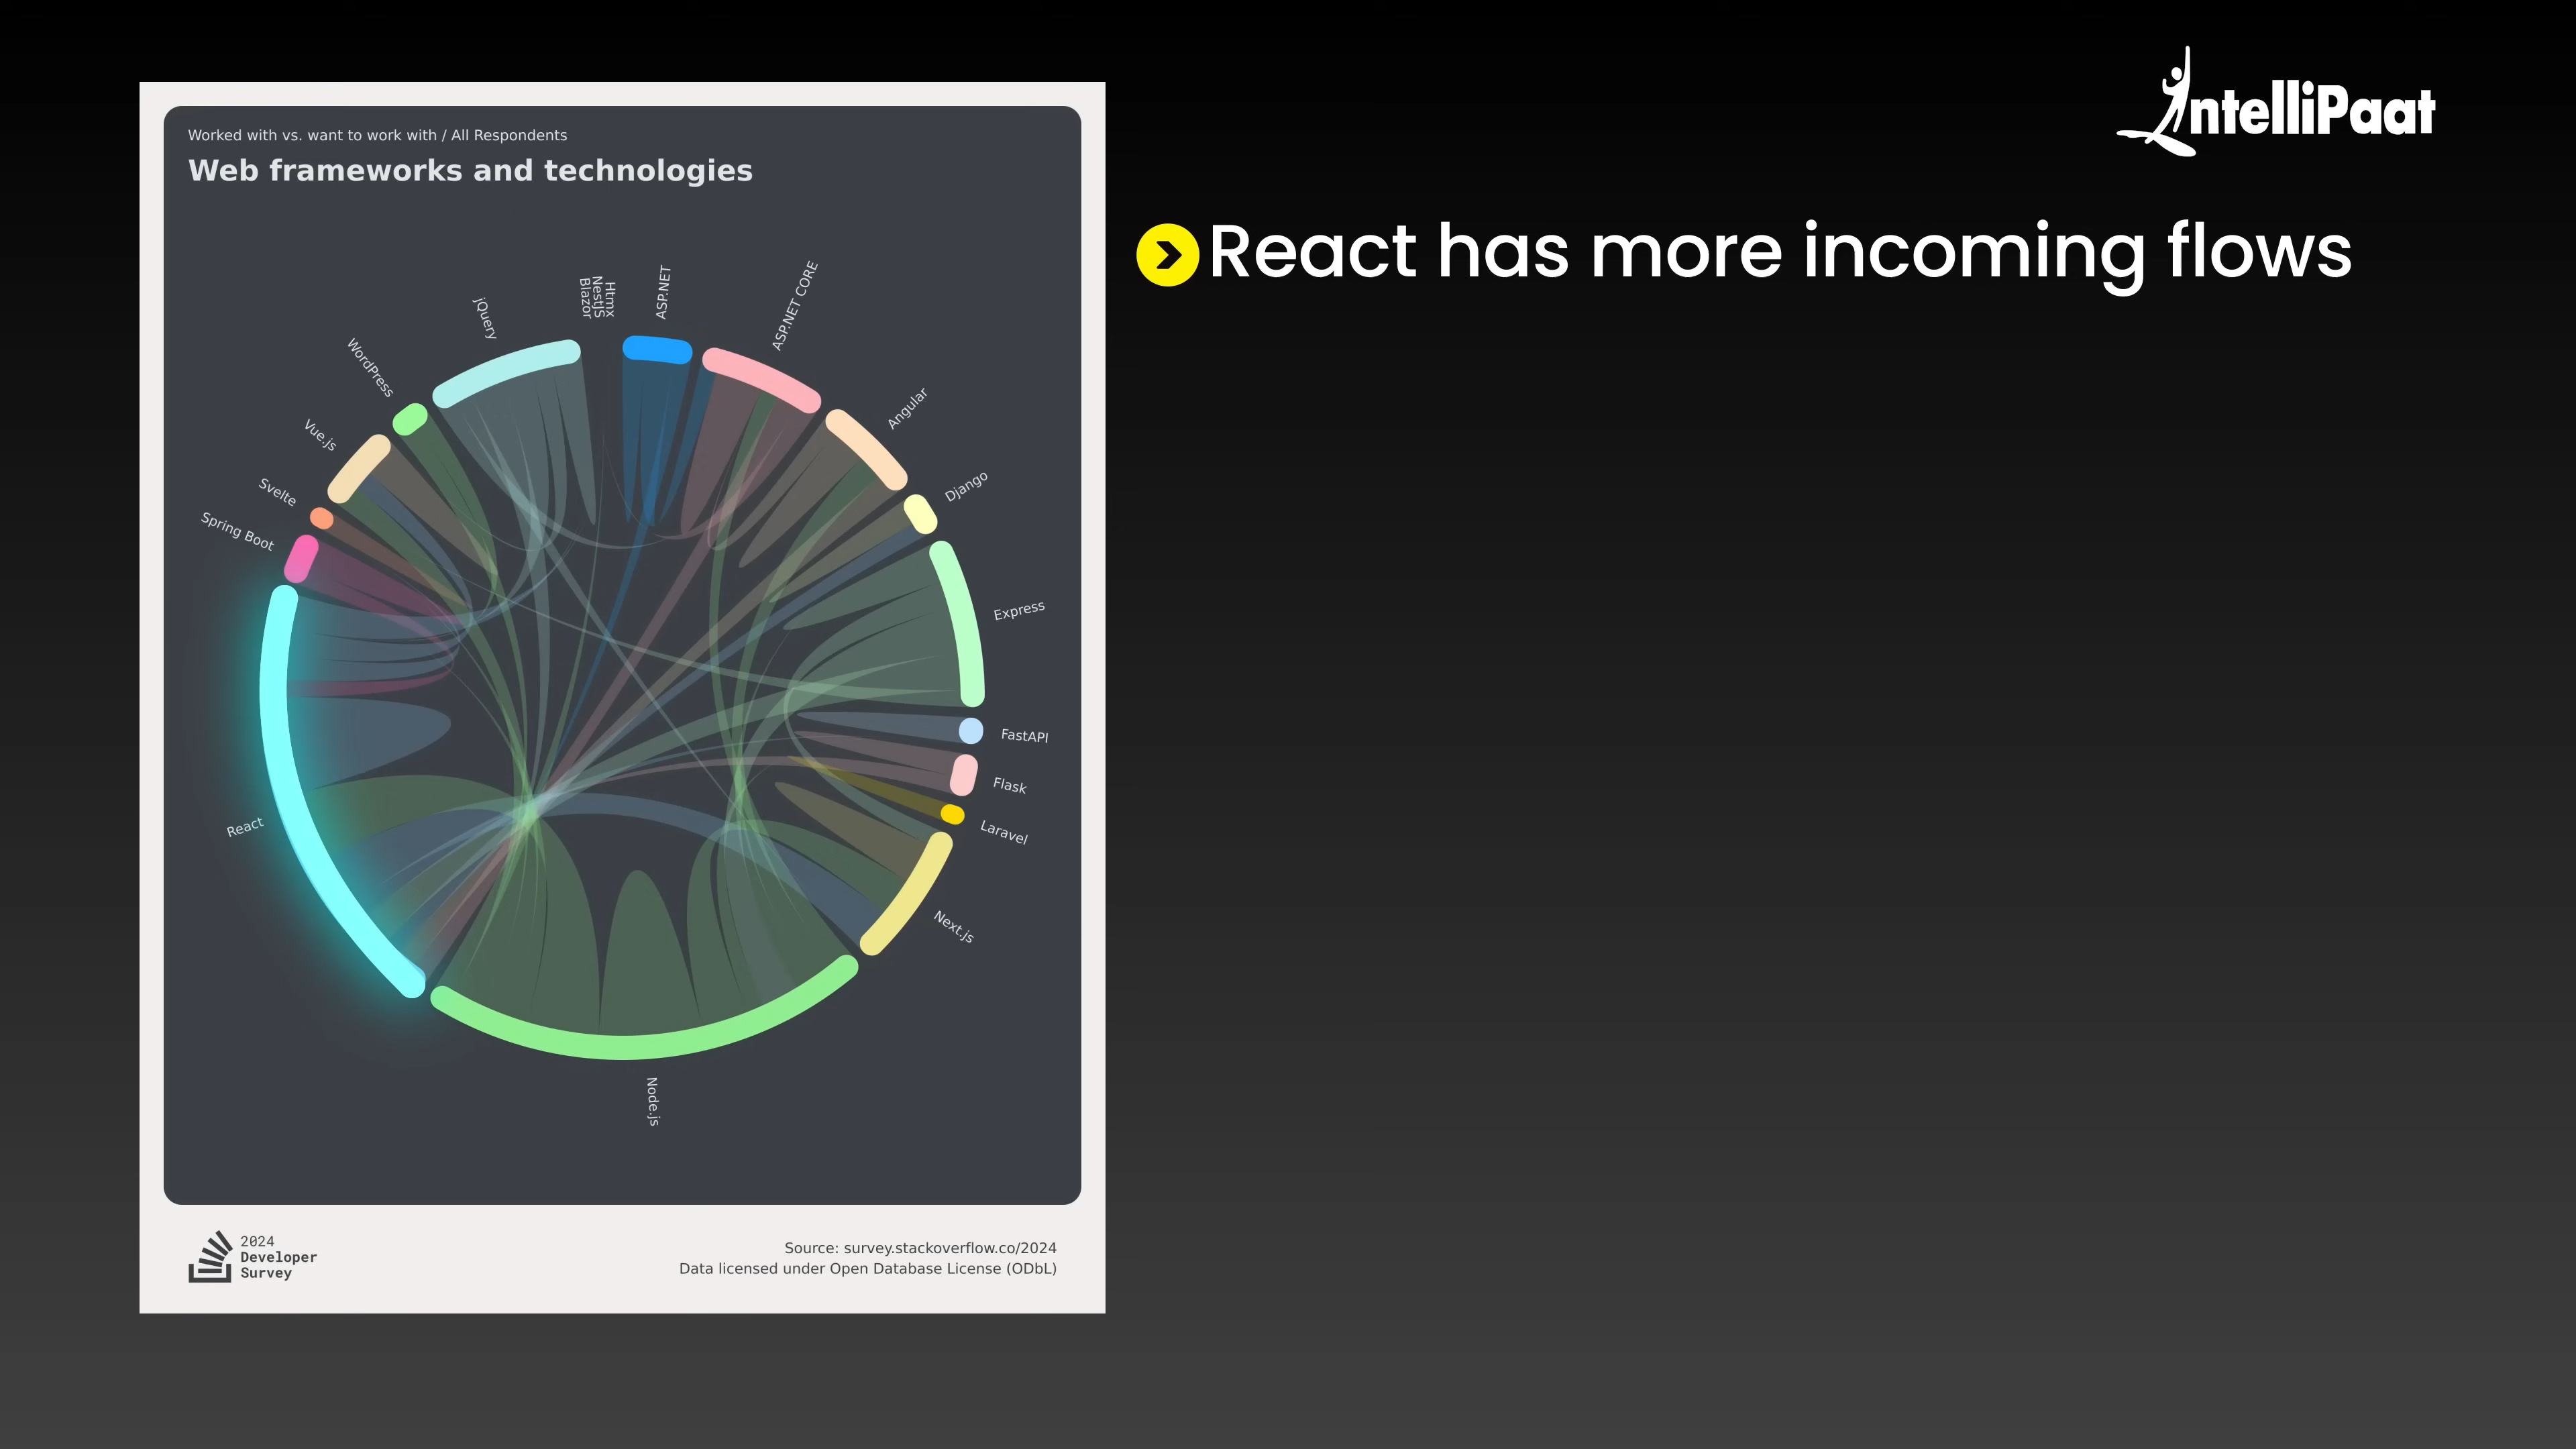 Worked with vs. want to work with / All Respondents
Web frameworks and technologies
IntelliPaat
React has more incoming flows
Htmx
NestJS
Blazor
ASP.NET
ASP.NET CORE
Angular
Django
Express
FastAPI
Flask
Laravel
Next.js
Node.js
React
Spring Boot
Svelte
Vue.js
WordPress
jQuery
2024
Developer
Survey
Source: survey.stackoverflow.co/2024
Data licensed under Open Database License (ODbL)